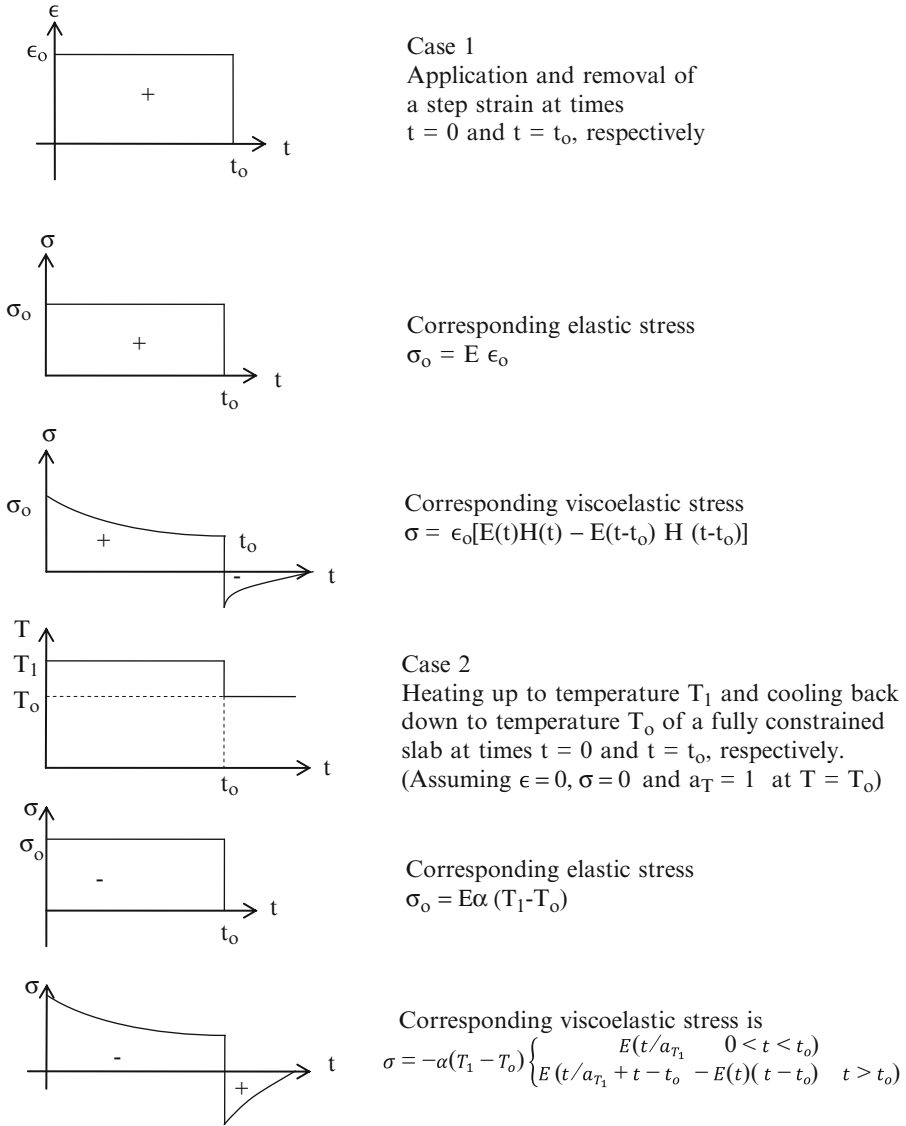 ϵ
ϵo
+
to
t
Case 1
Application and removal of
a step strain at times
t = 0 and t = to, respectively
σ
σo
+
to
t
Corresponding elastic stress
σo = E ϵo
σ
σo
+
to
-
t
Corresponding viscoelastic stress
σ = ϵo[E(t)H(t) – E(t-to) H (t-to)]
T
T1
To
to
t
Case 2
Heating up to temperature T1 and cooling back
down to temperature To of a fully constrained
slab at times t = 0 and t = to, respectively.
(Assuming ϵ = 0, σ = 0 and aT = 1 at T = To)
σ
σo
-
to
t
Corresponding elastic stress
σo = Eα (T1-To)
σ
-
+
t
Corresponding viscoelastic stress is
σ = −α(T1 − To) { E(t/aT1 0 < t < to)
E (t/aT1 + t − to − E(t)( t − to) t > to)